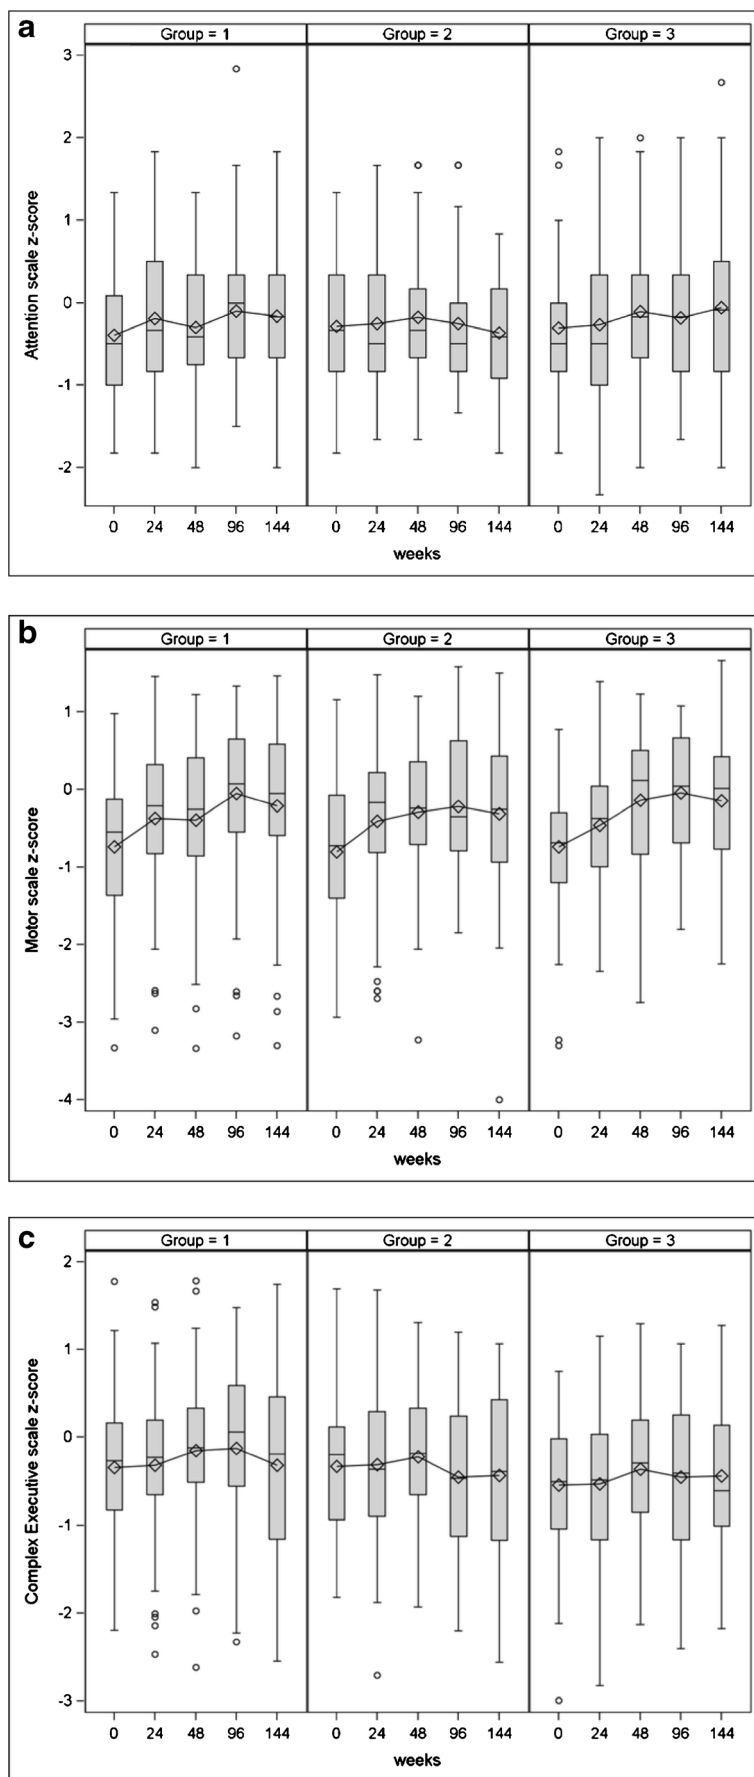 a
Group = 1 Group = 2 Group = 3
3
2
1
0
-1
-2
Attention scale z-score
0 24 48 96 144 0 24 48 96 144 0 24 48 96 144
weeks
b
Group = 1 Group = 2 Group = 3
1
0
-1
-2
-3
-4
Motor scale z-score
0 24 48 96 144 0 24 48 96 144 0 24 48 96 144
weeks
c
Group = 1 Group = 2 Group = 3
2
1
0
-1
-2
-3
Complex Executive scale z-score
0 24 48 96 144 0 24 48 96 144 0 24 48 96 144
weeks